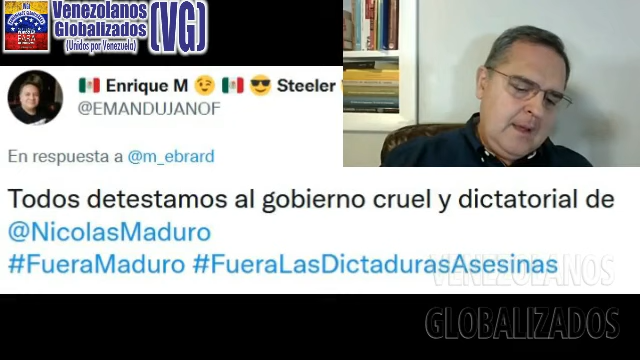 Venezolanos
Globalizados
(Unidos por Venezuela)
(VG)
Enrique M 😉 🇲🇽 😎 Steeler
@EMANDUJANOF
En respuesta a @m_ebrard
Todos detestamos al gobierno cruel y dictatorial de
@NicolasMaduro
#FueraMaduro #FueraLasDictadurasAsesinas
VENEZOLANOS
GLOBALIZADOS